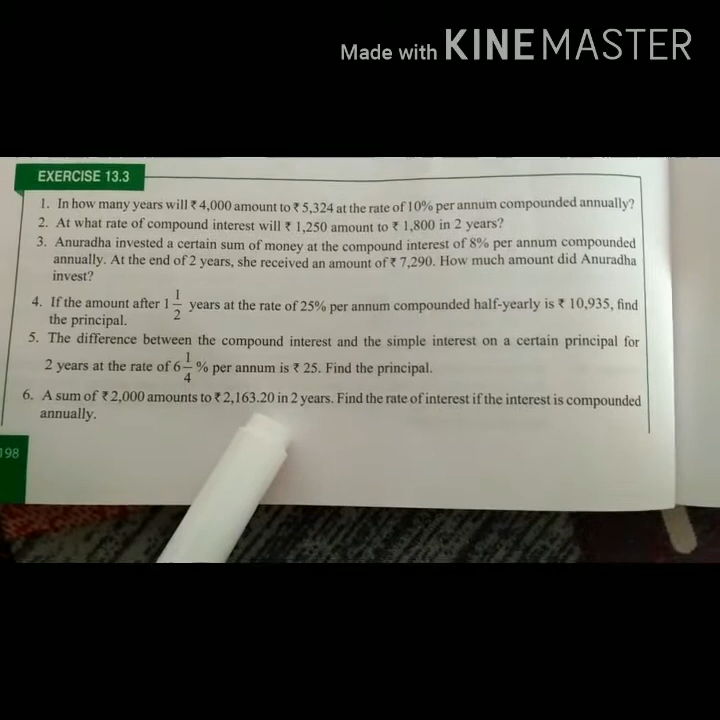 Made with KINEMASTER
EXERCISE 13.3
1. In how many years will ₹ 4,000 amount to ₹ 5,324 at the rate of 10% per annum compounded annually?
2. At what rate of compound interest will ₹ 1,250 amount to ₹ 1,800 in 2 years?
3. Anuradha invested a certain sum of money at the compound interest of 8% per annum compounded
annually. At the end of 2 years, she received an amount of ₹ 7,290. How much amount did Anuradha
invest?
4. If the amount after 1 1/2 years at the rate of 25% per annum compounded half-yearly is ₹ 10,935, find
the principal.
5. The difference between the compound interest and the simple interest on a certain principal for
2 years at the rate of 6 1/4 % per annum is ₹ 25. Find the principal.
6. A sum of ₹ 2,000 amounts to ₹ 2,163.20 in 2 years. Find the rate of interest if the interest is compounded
annually.
198